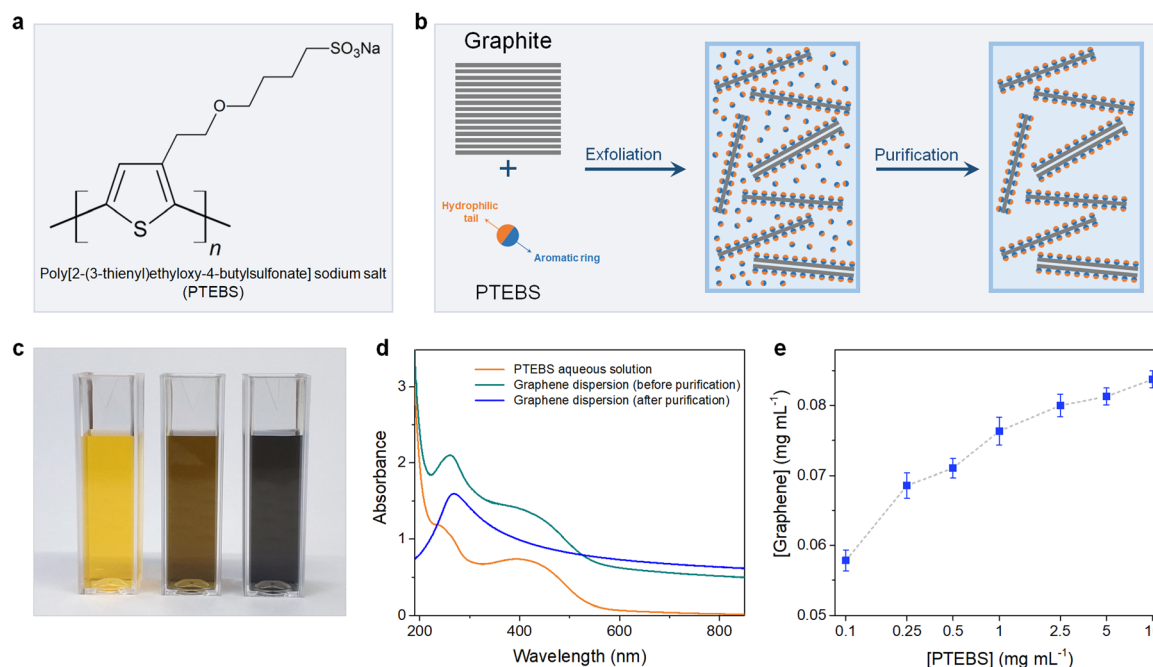 a
SO₃Na
O
S
n
Poly[2-(3-thienyl)ethyloxy-4-butylsulfonate] sodium salt
(PTEBS)
b
Graphite
+
Hydrophilic
tail
Aromatic ring
PTEBS
Exfoliation
Purification
c
d
PTEBS aqueous solution
Graphene dispersion (before purification)
Graphene dispersion (after purification)
Absorbance
3
2
1
0
200
400
600
800
Wavelength (nm)
e
[Graphene] (mg mL⁻¹)
0.08
0.07
0.06
0.05
0.1
0.25
0.5
1
2.5
5
[PTEBS] (mg mL⁻¹)